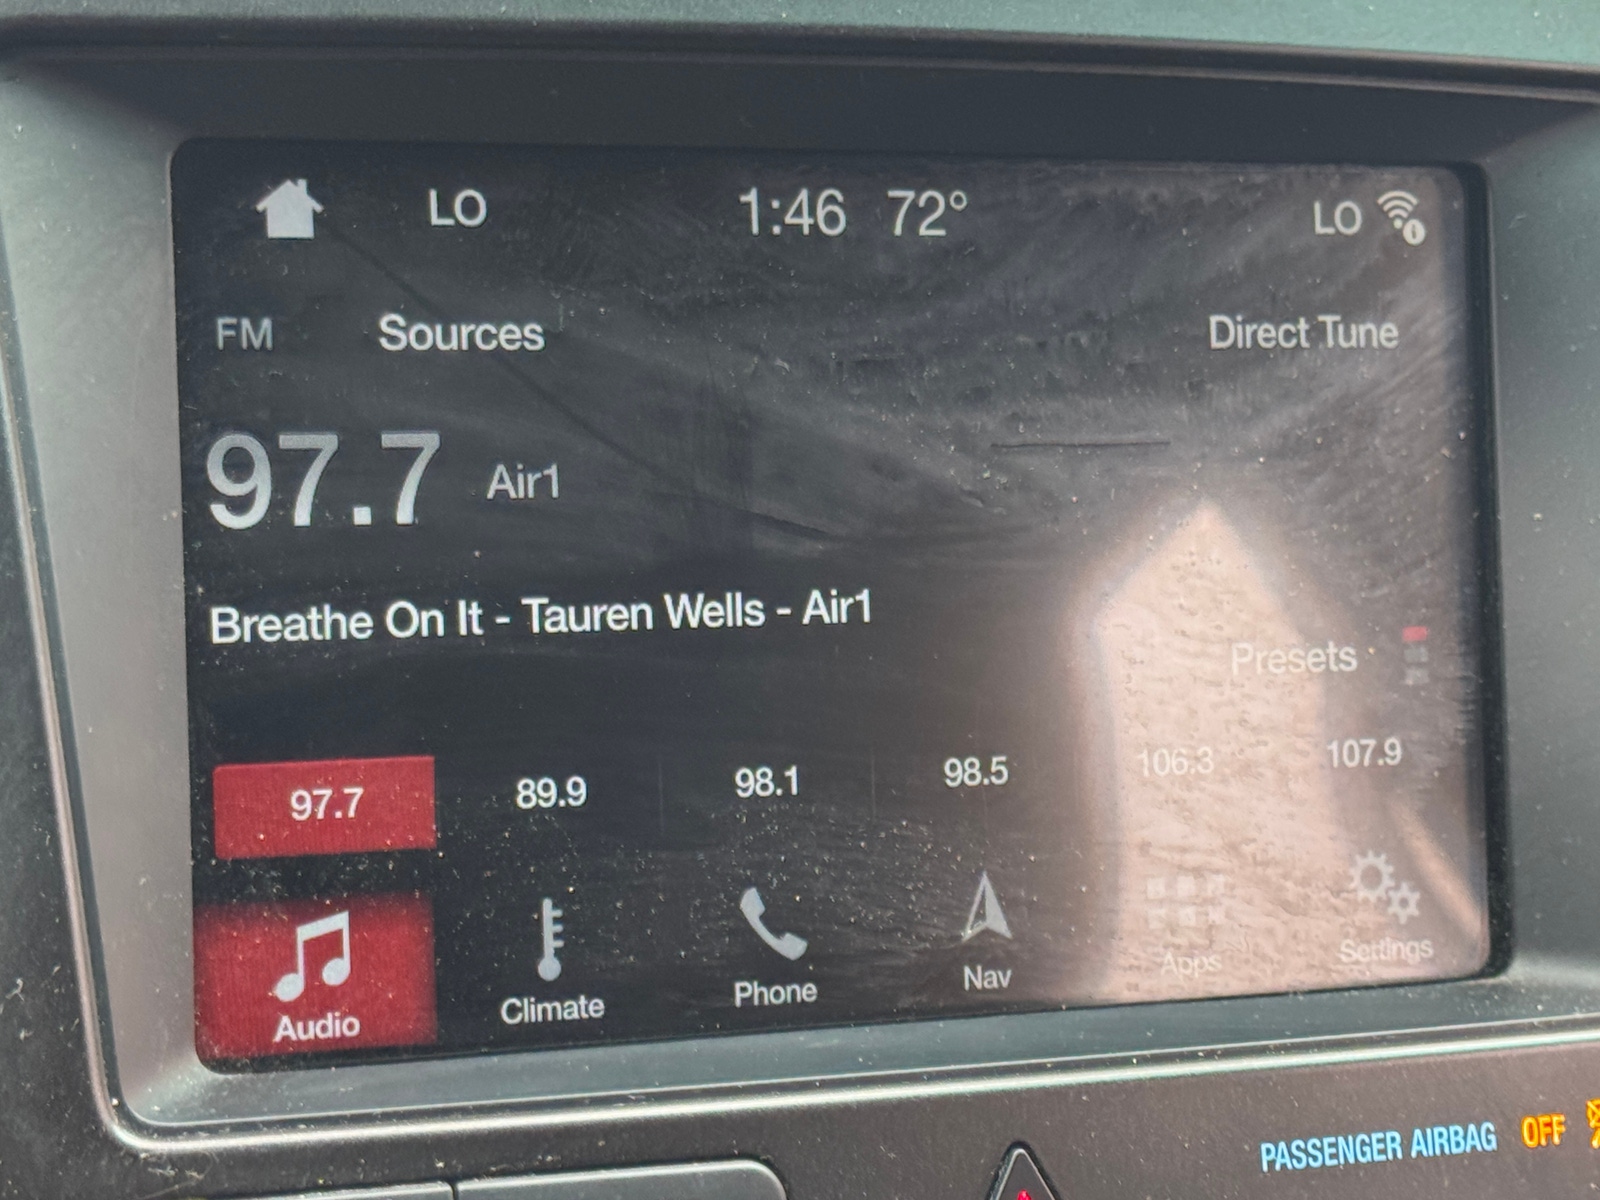 LO 1:46 72° LO
FM Sources Direct Tune
97.7 Air1
Breathe On It - Tauren Wells - Air1
Presets
97.7 89.9 98.1 98.5 106.3 107.9
Audio Climate Phone Nav Apps Settings
PASSENGER AIRBAG OFF